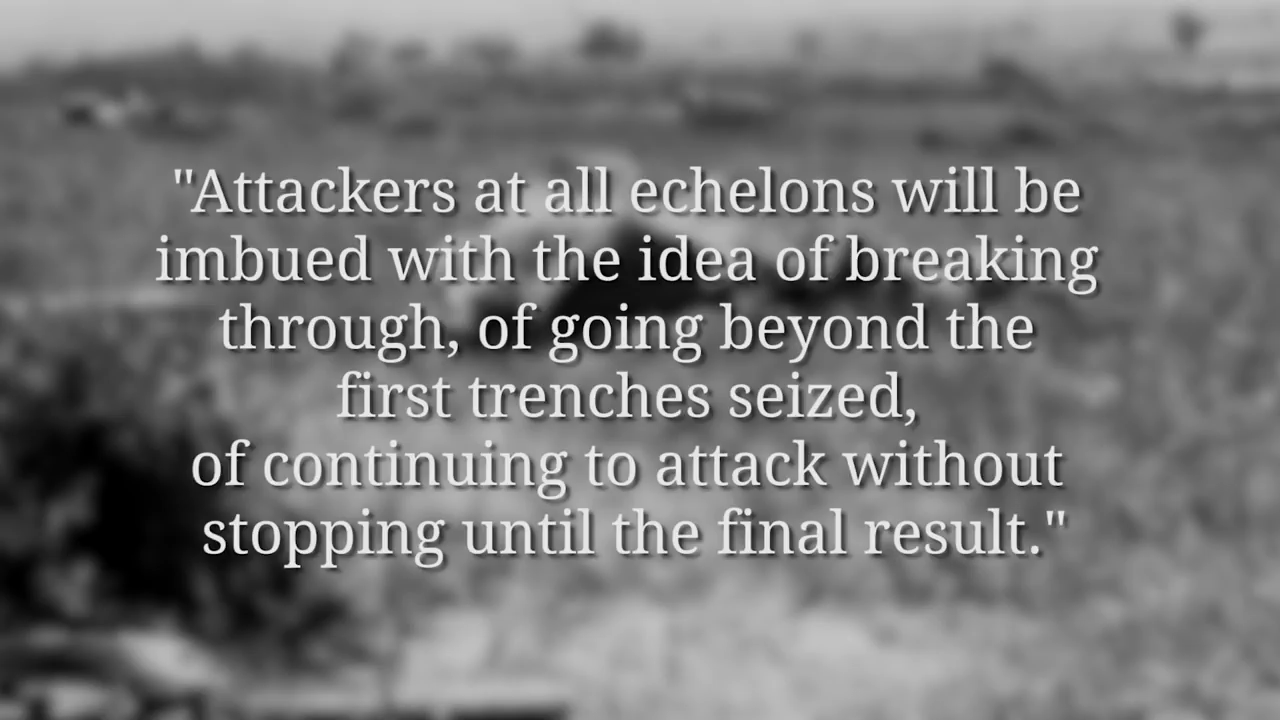 "Attackers at all echelons will be
imbued with the idea of breaking
through, of going beyond the
first trenches seized,
of continuing to attack without
stopping until the final result."